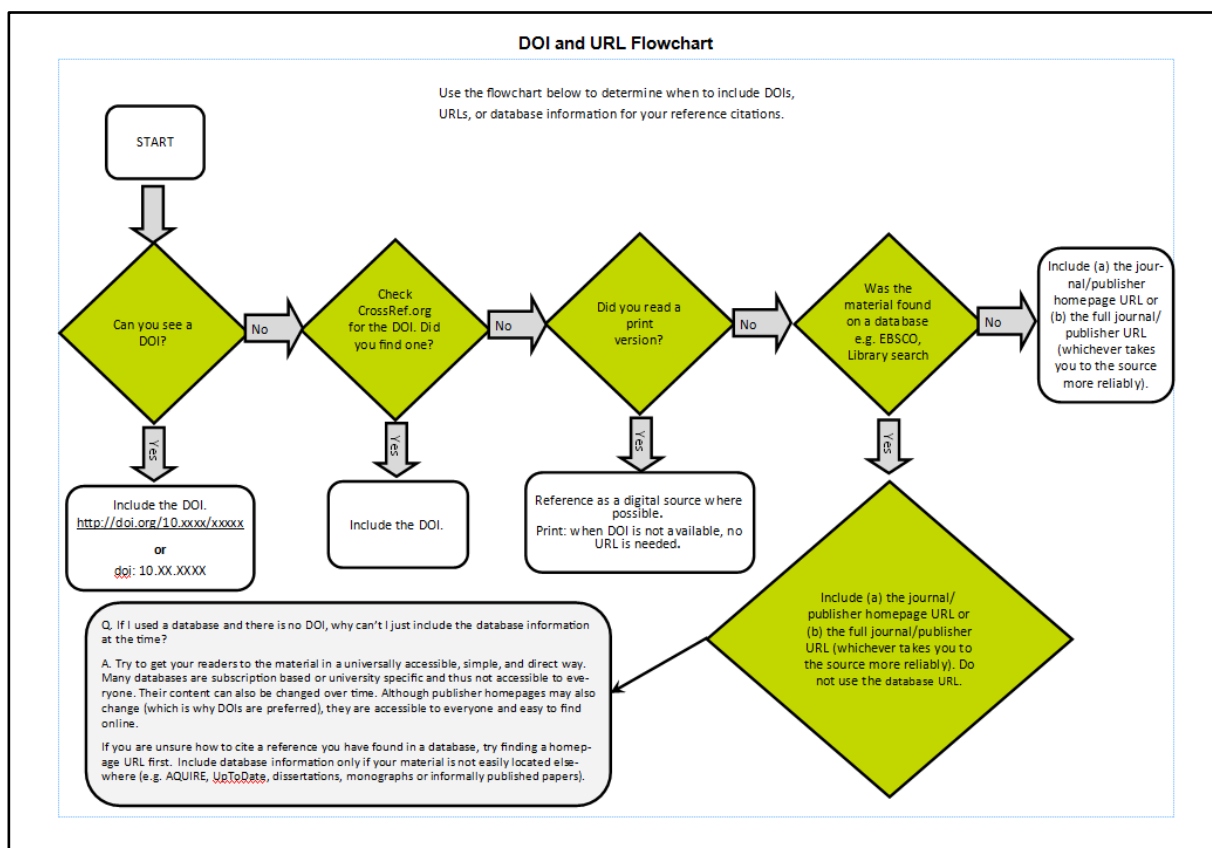 DOI and URL Flowchart
Use the flowchart below to determine when to include DOIs,
URLs, or database information for your reference citations.
START
Can you see a
DOI?
No
Check
CrossRef.org
for the DOI. Did
you find one?
No
Did you read a
print
version?
No
Was the
material found
on a database
e.g. EBSCO,
Library search
No
Include (a) the jour-
nal/publisher
homepage URL or
(b) the full journal/
publisher URL
(whichever takes
you to the source
more reliably).
Yes
Yes
Yes
Yes
Include the DOI.
http://doi.org/10.xxxx/xxxxx
or
doi: 10.XX.XXXX
Include the DOI.
Reference as a digital source where
possible.
Print: when DOI is not available, no
URL is needed.
Include (a) the journal/
publisher homepage URL or
(b) the full journal/publisher
URL (whichever takes you to
the source more reliably). Do
not use the database URL.
Q. If I used a database and there is no DOI, why can't I just include the database information
at the time?
A. Try to get your readers to the material in a universally accessible, simple, and direct way.
Many databases are subscription based or university specific and thus not accessible to eve-
ryone. Their content can also be changed over time. Although publisher homepages may also
change (which is why DOIs are preferred), they are accessible to everyone and easy to find
online.
If you are unsure how to cite a reference you have found in a database, try finding a homep-
age URL first. Include database information only if your material is not easily located else-
where (e.g. AQUIRE, UpToDate, dissertations, monographs or informally published papers).